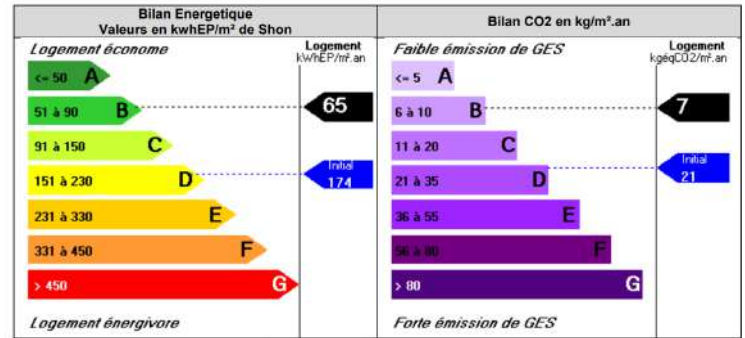 Bilan Energetique
Valeurs en kwhEP/m² de Shon
Logement économe
Logement
kWhEP/m².an
<= 50 A
51 à 90 B
65
91 à 150 C
151 à 230 D
Initial
174
231 à 330 E
331 à 450 F
> 450 G
Logement énergivore
Bilan CO2 en kg/m².an
Faible émission de GES
Logement
kgéqCO2/m².an
<= 5 A
6 à 10 B
7
11 à 20 C
21 à 35 D
Initial
21
36 à 55 E
56 à 80 F
> 80 G
Forte émission de GES